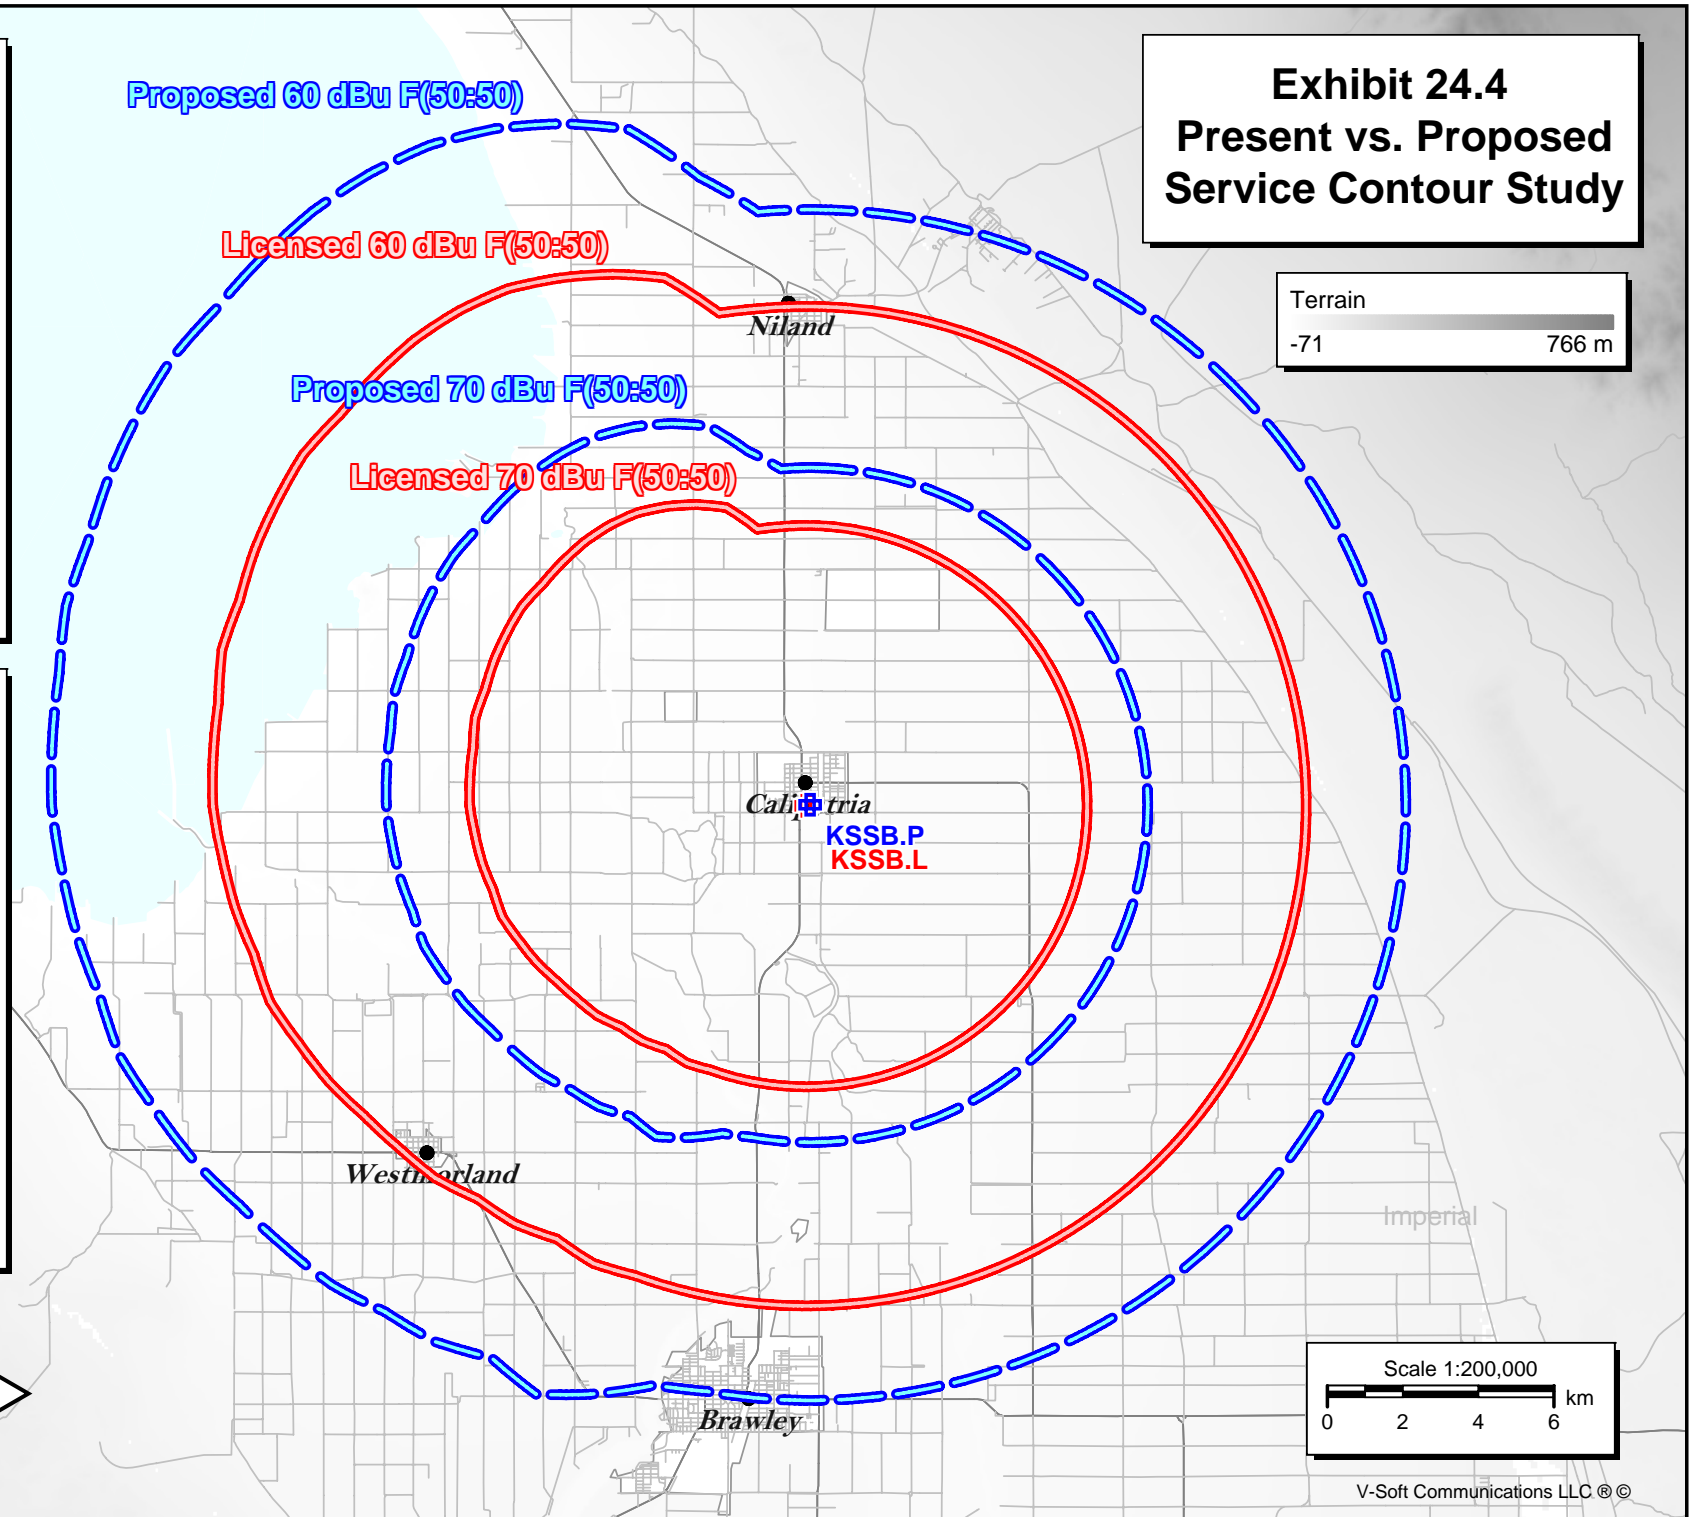 Exhibit 24.4
Present vs. Proposed
Service Contour Study
Proposed 60 dBu F(50:50)
Licensed 60 dBu F(50:50)
Terrain
-71 766 m
Niland
Proposed 70 dBu F(50:50)
Licensed 70 dBu F(50:50)
Calipatria
KSSB.P
KSSB.L
Westmorland
Imperial
Brawley
Scale 1:200,000
km
0 2 4 6
V-Soft Communications LLC ® ©